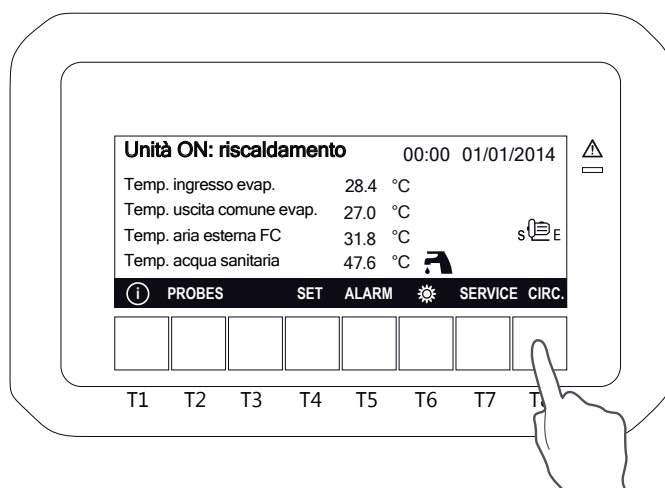 Unità ON: riscaldamento 00:00 01/01/2014
Temp. ingresso evap. 28.4 °C
Temp. uscita comune evap. 27.0 °C
Temp. aria esterna FC 31.8 °C
S E
Temp. acqua sanitaria 47.6 °C
i PROBES SET ALARM SERVICE CIRC.
T1 T2 T3 T4 T5 T6 T7